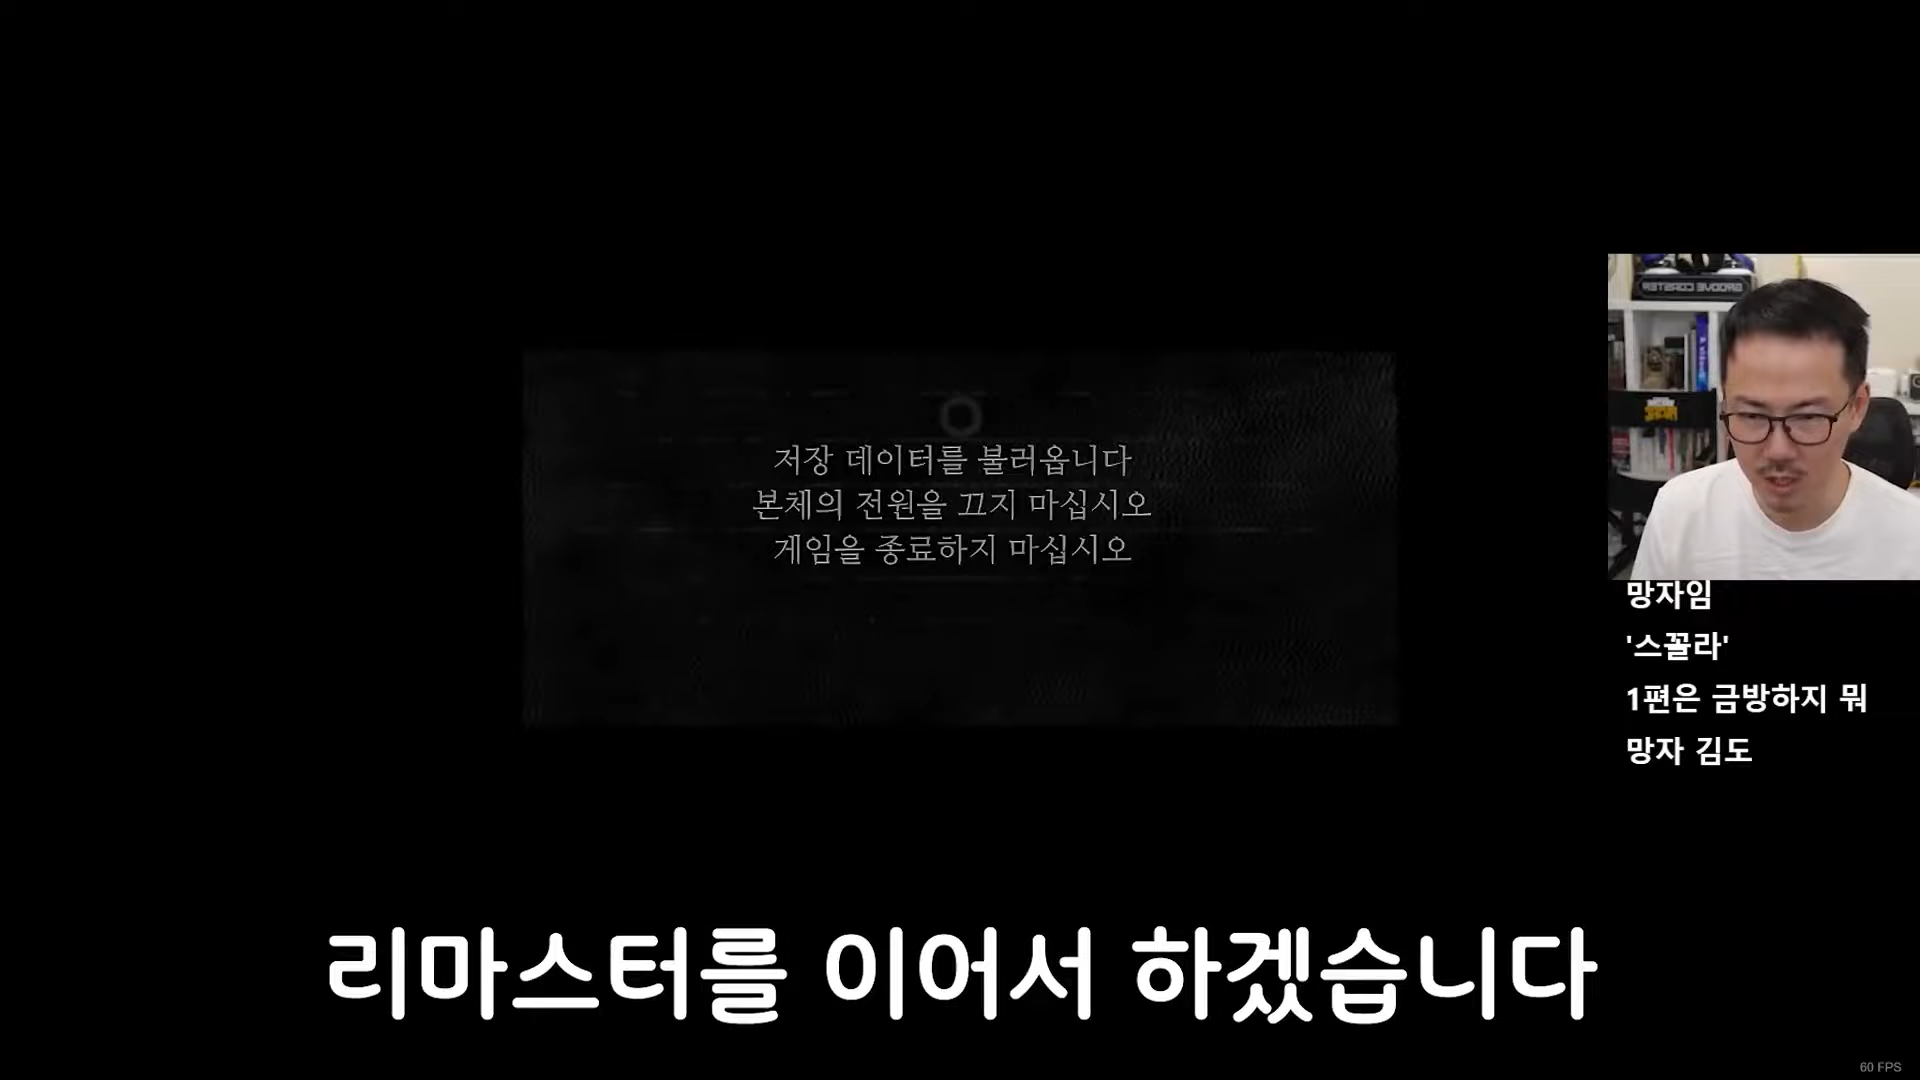 저장 데이터를 불러옵니다
본체의 전원을 끄지 마십시오
게임을 종료하지 마십시오
망자임
'스꼴라'
1편은 금방하지 뭐
망자 김도
리마스터를 이어서 하겠습니다
60 FPS